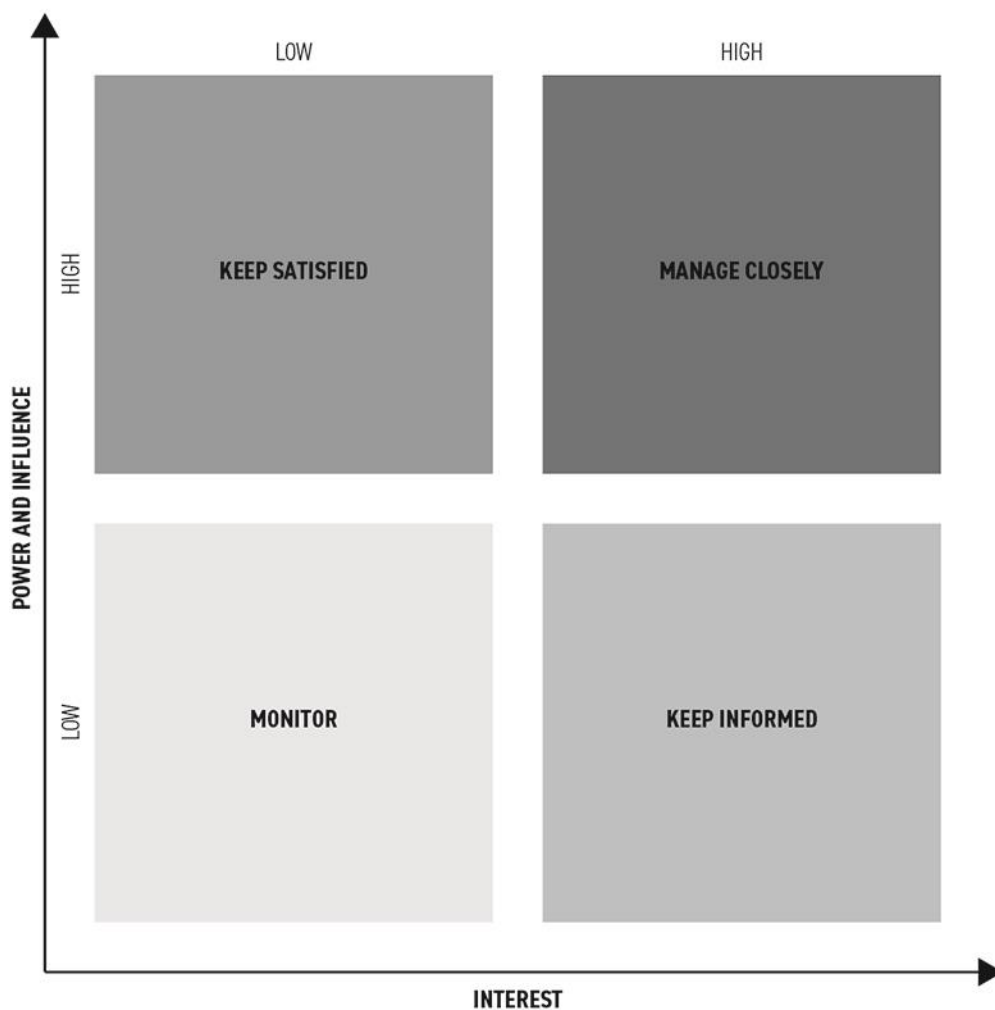 LOW
HIGH
HIGH
KEEP SATISFIED
MANAGE CLOSELY
POWER AND INFLUENCE
LOW
MONITOR
KEEP INFORMED
INTEREST